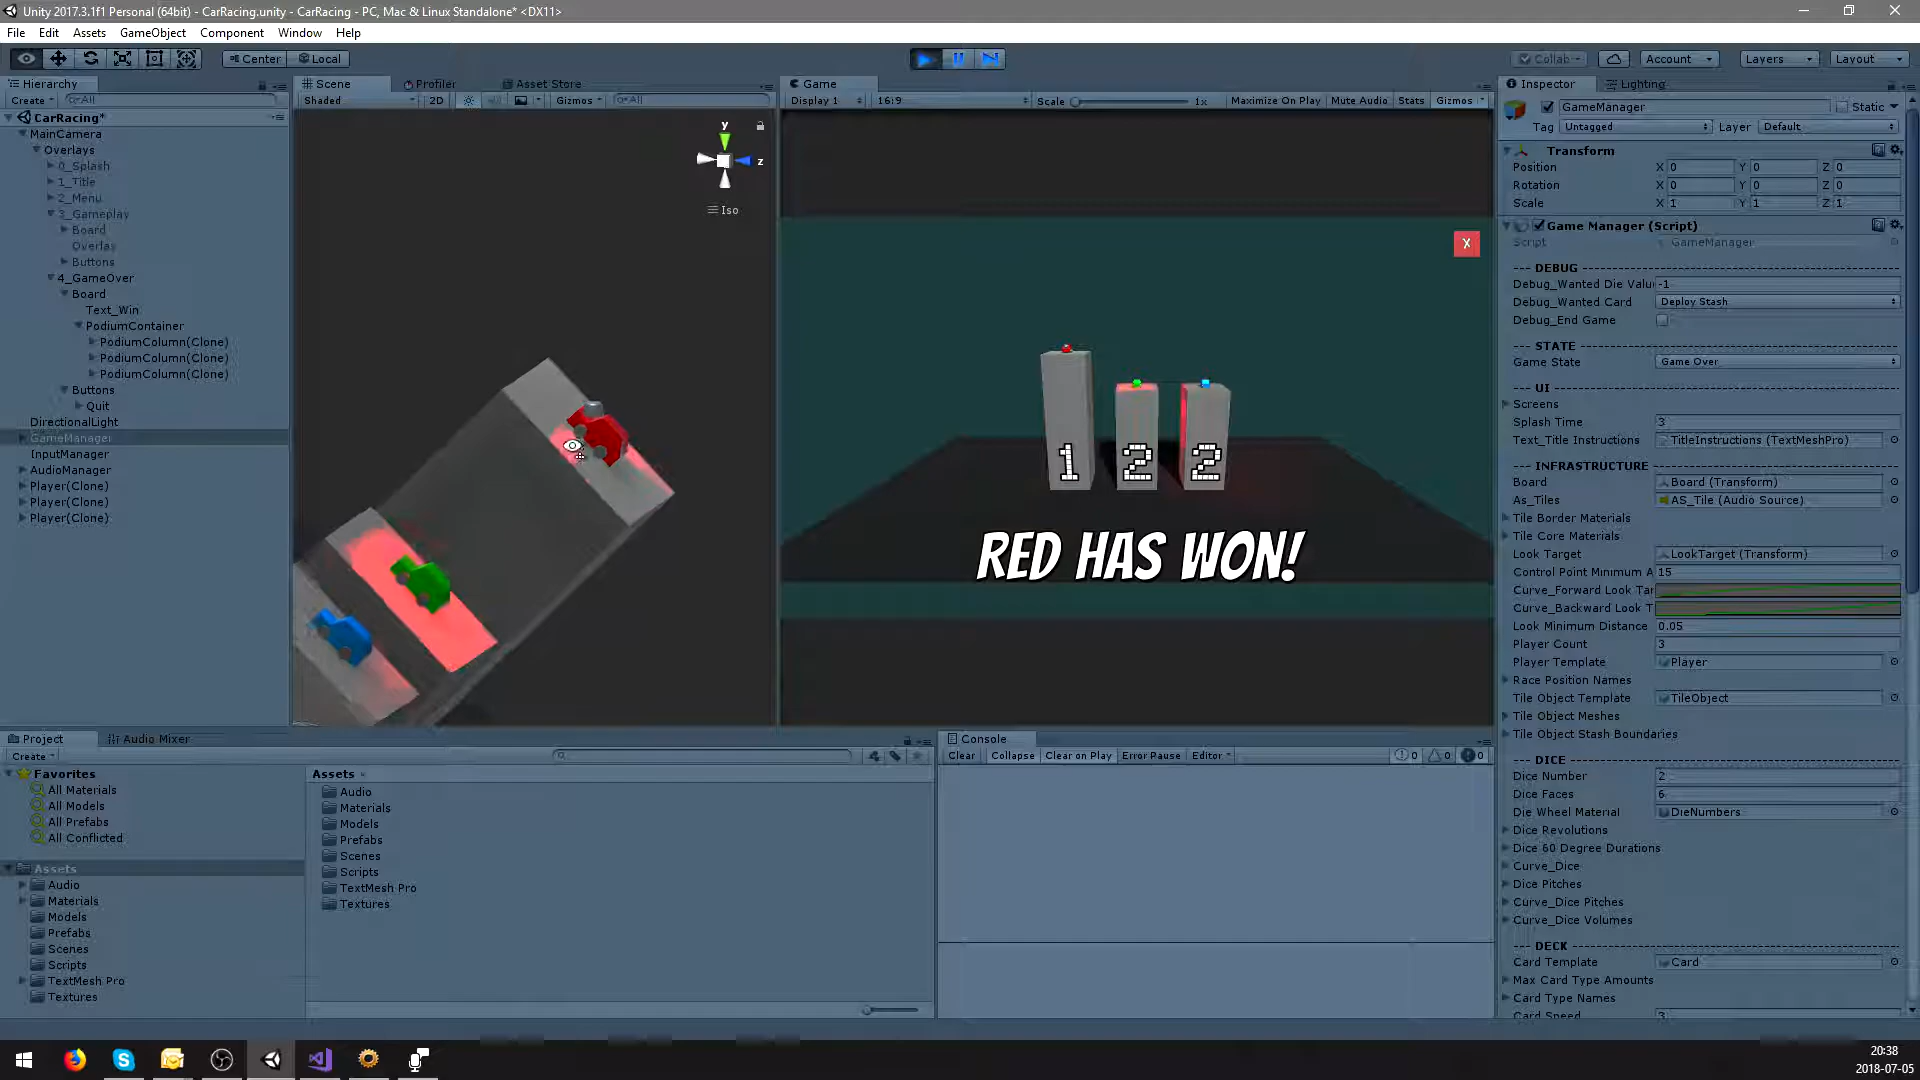 Unity 2017.3.1f1 Personal (64bit) - CarRacing.unity - CarRacing - PC, Mac & Linux Standalone* <DX11>
File Edit Assets GameObject Component Window Help
Center Local Collab Account Layers Layout
Hierarchy
Create All
CarRacing*
MainCamera
Overlays
0_Splash
1_Title
2_Menu
3_Gameplay
Board
Overlas
Buttons
4_GameOver
Board
Text_Win
PodiumContainer
PodiumColumn(Clone)
PodiumColumn(Clone)
PodiumColumn(Clone)
Buttons
Quit
DirectionalLight
GameManager
InputManager
AudioManager
Player(Clone)
Player(Clone)
Player(Clone)
Scene Profiler Asset Store
Shaded 2D Gizmos All
y
z
Iso
Game
Display 1 16:9 Scale 1x Maximize On Play Mute Audio Stats Gizmos
X
1 2 2
RED HAS WON!
Inspector Lighting
GameManager Static
Tag Untagged Layer Default
Transform
Position X 0 Y 0 Z 0
Rotation X 0 Y 0 Z 0
Scale X 1 Y 1 Z 1
Game Manager (Script)
Script GameManager
--- DEBUG ---
Debug_Wanted Die Valu -1
Debug_Wanted Card Deploy Stash
Debug_End Game
--- STATE ---
Game State Game Over
--- UI ---
Screens
Splash Time 3
Text_Title Instructions TitleInstructions (TextMeshPro)
--- INFRASTRUCTURE ---
Board Board (Transform)
As_Tiles AS_Tile (Audio Source)
Tile Border Materials
Tile Core Materials
Look Target LookTarget (Transform)
Control Point Minimum A 15
Curve_Forward Look Tar
Curve_Backward Look T
Look Minimum Distance 0.05
Player Count 3
Player Template Player
Race Position Names
Tile Object Template TileObject
Tile Object Meshes
Tile Object Stash Boundaries
--- DICE ---
Dice Number 2
Dice Faces 6
Die Wheel Material DieNumbers
Dice Revolutions
Dice 60 Degree Durations
Curve_Dice
Dice Pitches
Curve_Dice Pitches
Curve_Dice Volumes
--- DECK ---
Card Template Card
Max Card Type Amounts
Card Type Names
Card Speed 3
Project Audio Mixer
Create
Favorites
All Materials
All Models
All Prefabs
All Conflicted
Assets
Audio
Materials
Models
Prefabs
Scenes
Scripts
TextMesh Pro
Textures
Assets
Audio
Materials
Models
Prefabs
Scenes
Scripts
TextMesh Pro
Textures
Console
Clear Collapse Clear on Play Error Pause Editor 0 0 0
20:38
2018-07-05